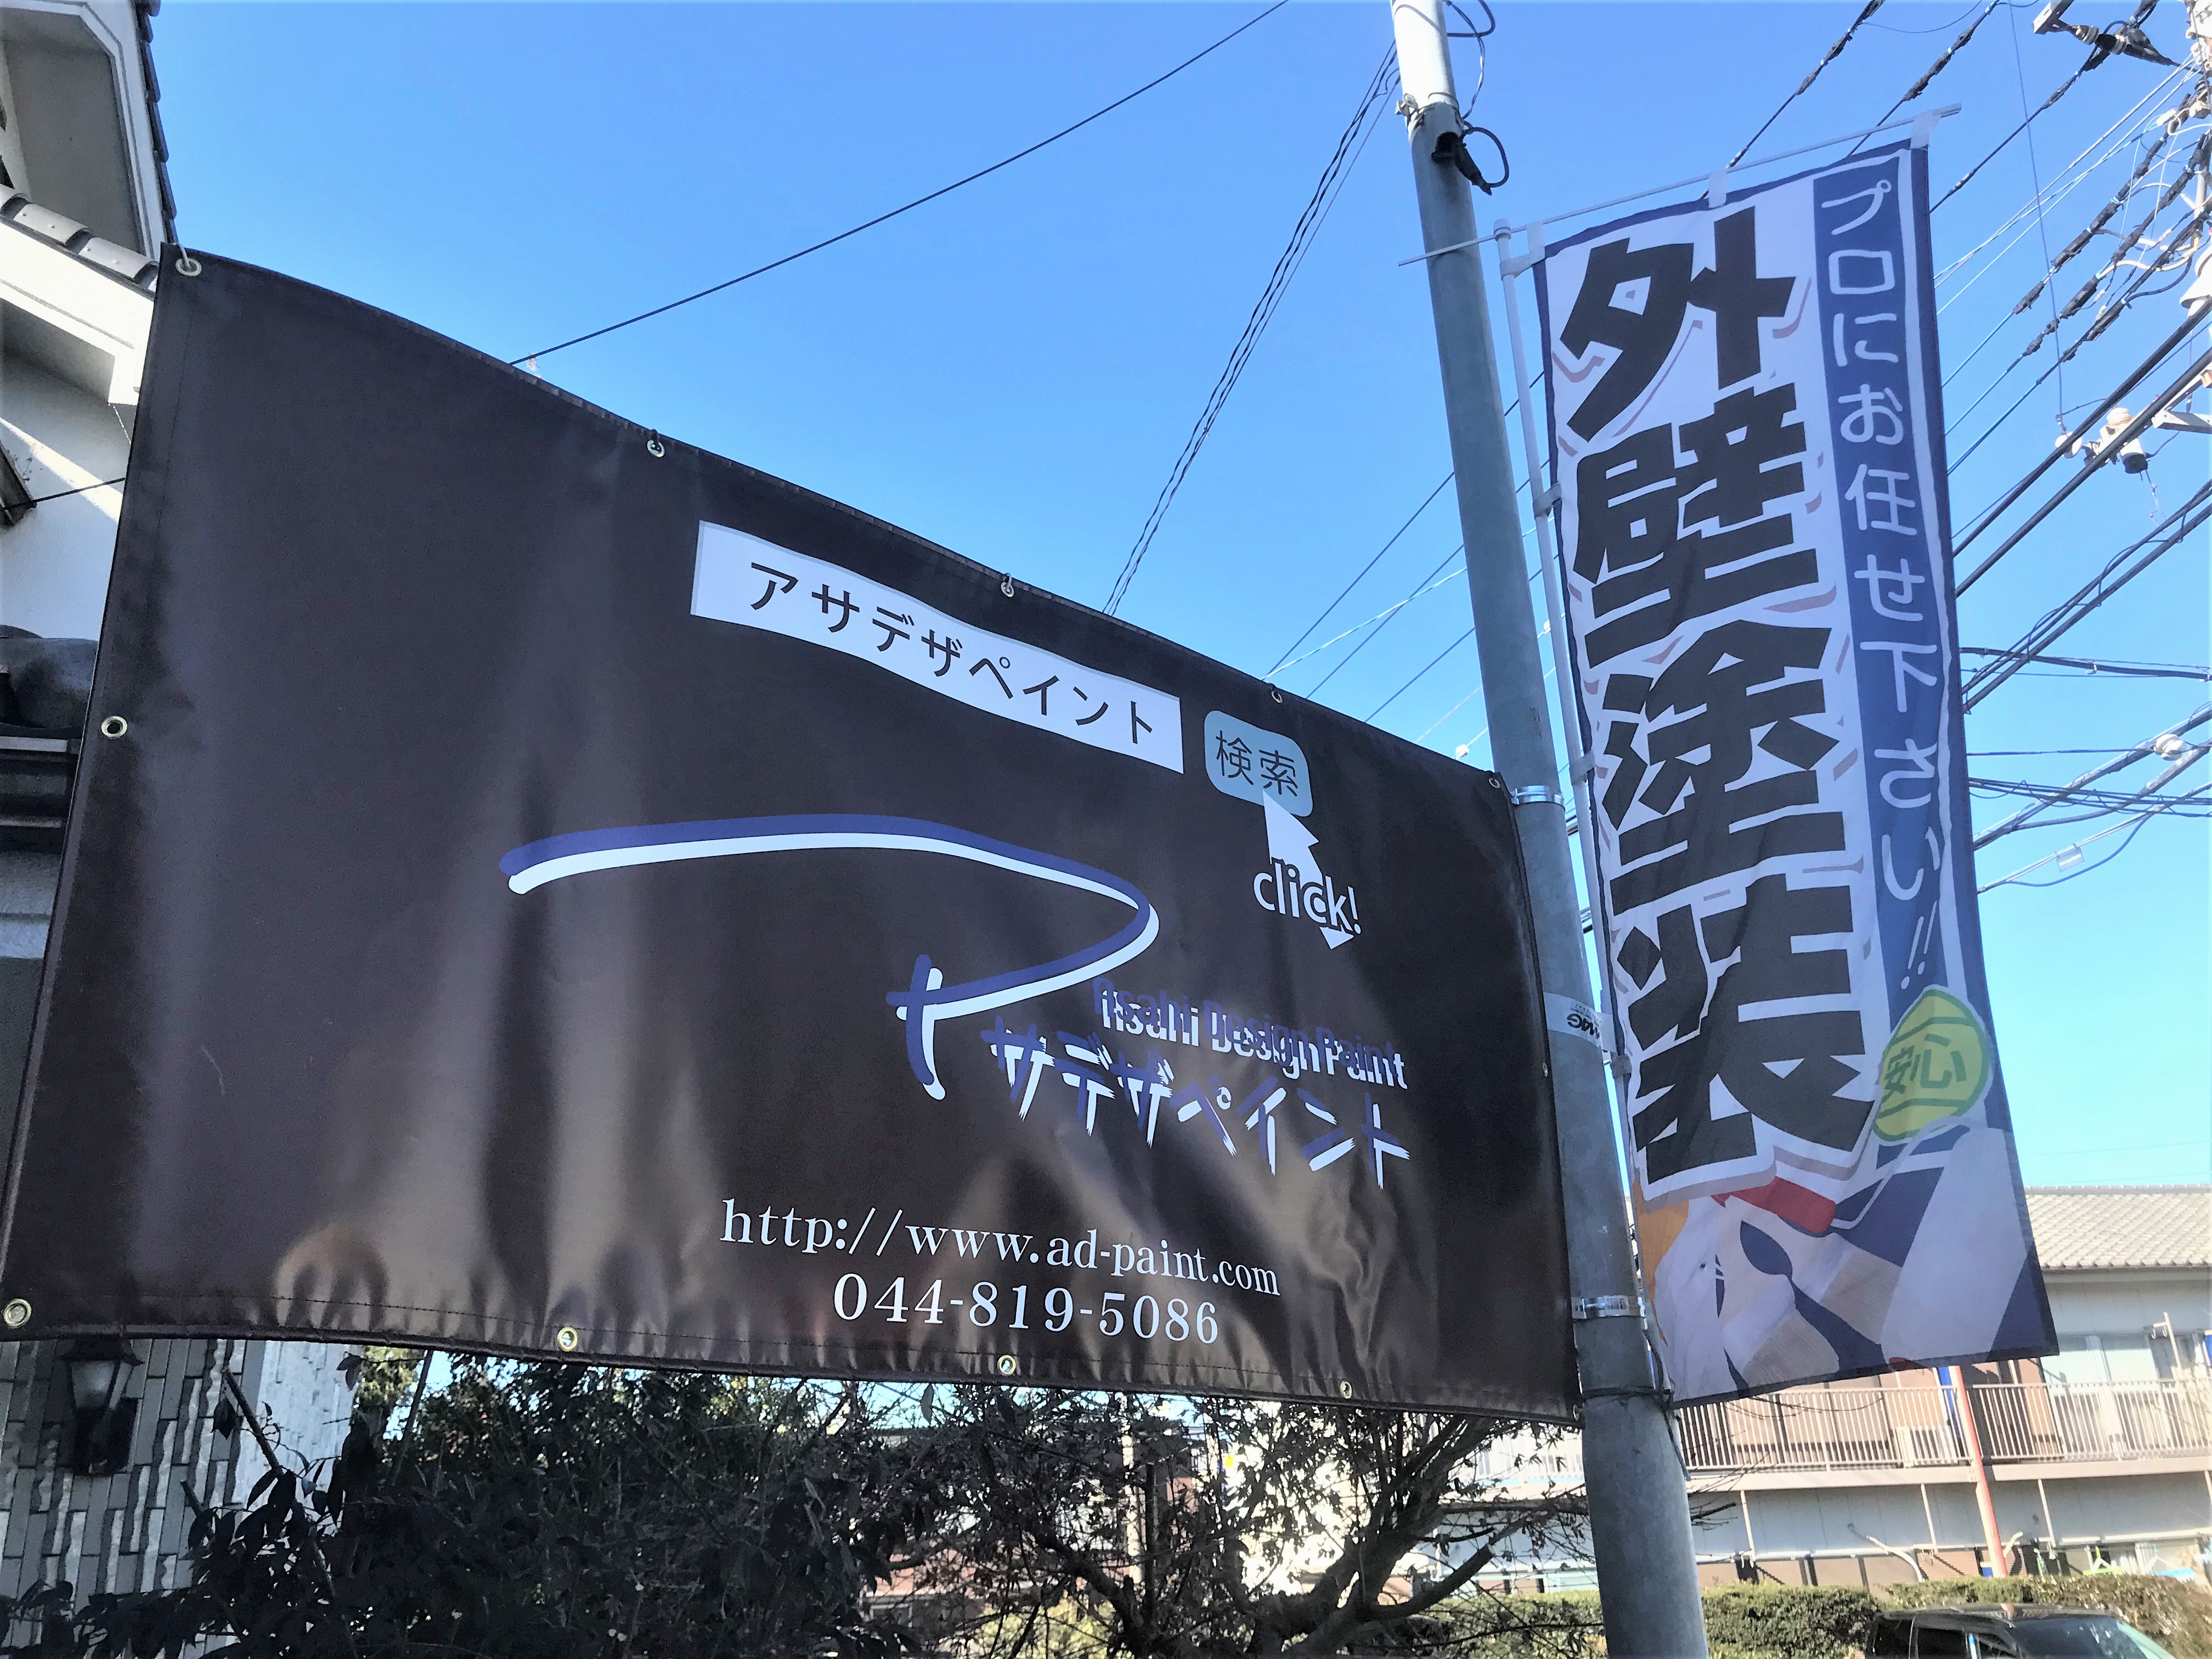 アサデザペイント
検索
click!
Asahi Design Paint
アサデザペイント
http://www.ad-paint.com
044-819-5086
プロにお任せ下さい!!
外壁塗装
安心